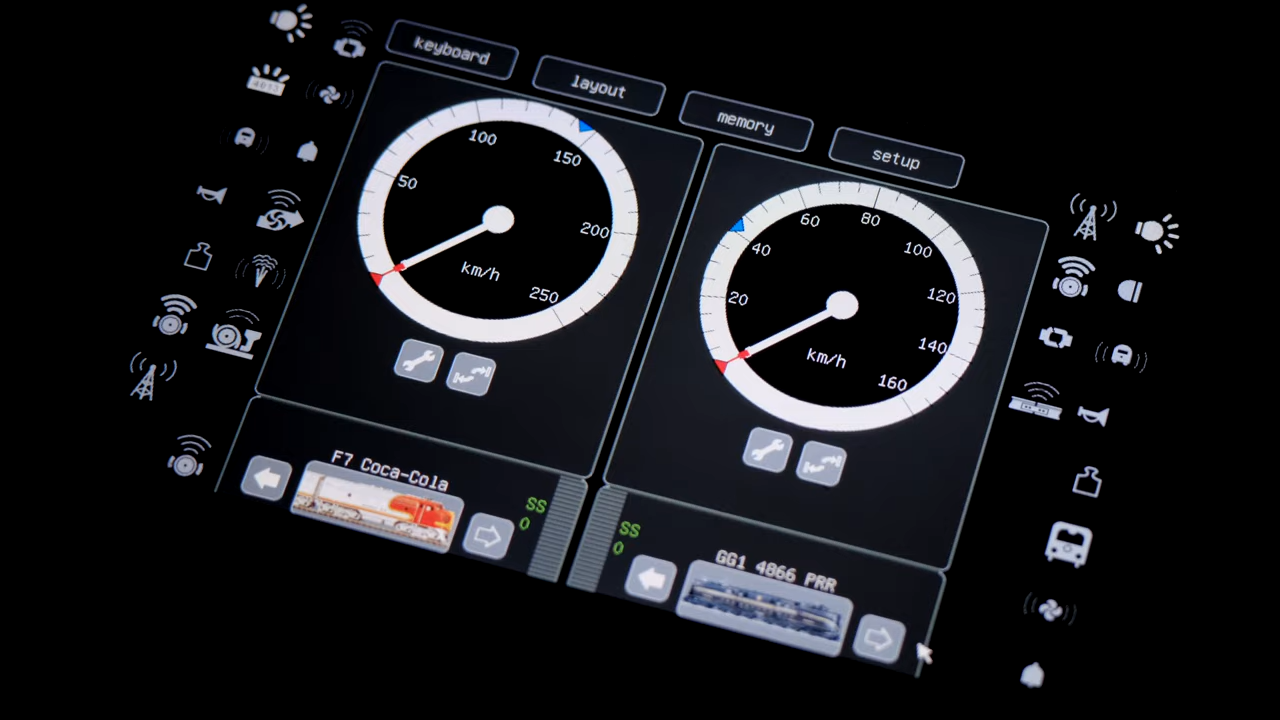 keyboard
layout
memory
setup
50
100
150
200
250
km/h
20
40
60
80
100
120
140
160
km/h
F7 Coca-Cola
SS
0
SS
0
GG1 4866 PRR